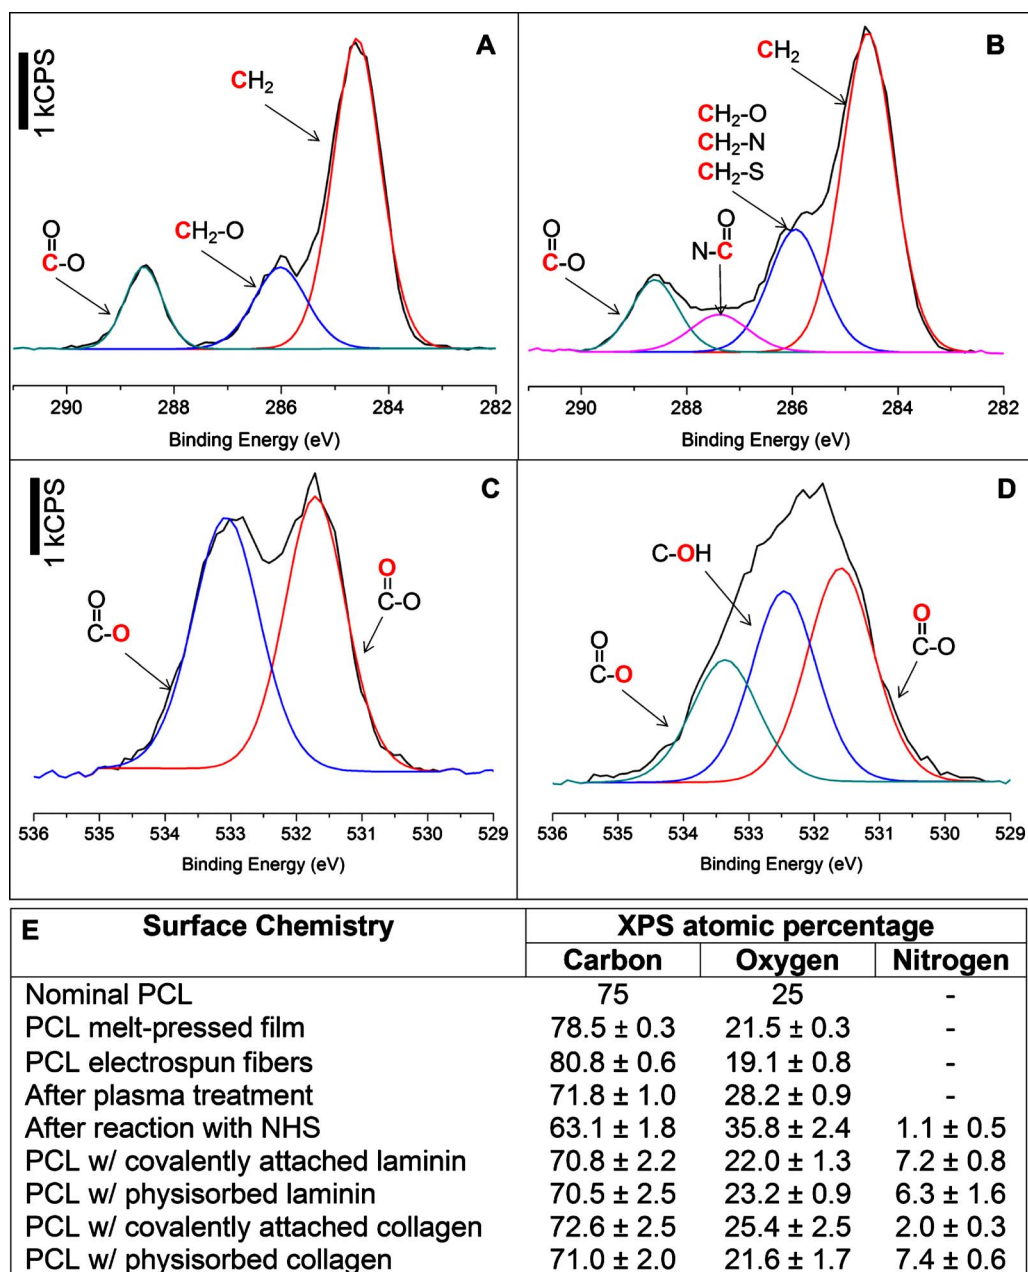 A
1 kCPS
CH2
O
C-O
CH2-O
290 288 286 284 282
Binding Energy (eV)
B
CH2
CH2-O
CH2-N
CH2-S
O
N-C
O
C-O
290 288 286 284 282
Binding Energy (eV)
C
1 kCPS
O
C-O
O
C-O
536 535 534 533 532 531 530 529
Binding Energy (eV)
D
C-OH
O
C-O
O
C-O
536 535 534 533 532 531 530 529
Binding Energy (eV)
E Surface Chemistry XPS atomic percentage
Carbon Oxygen Nitrogen
Nominal PCL 75 25 -
PCL melt-pressed film 78.5 ± 0.3 21.5 ± 0.3 -
PCL electrospun fibers 80.8 ± 0.6 19.1 ± 0.8 -
After plasma treatment 71.8 ± 1.0 28.2 ± 0.9 -
After reaction with NHS 63.1 ± 1.8 35.8 ± 2.4 1.1 ± 0.5
PCL w/ covalently attached laminin 70.8 ± 2.2 22.0 ± 1.3 7.2 ± 0.8
PCL w/ physisorbed laminin 70.5 ± 2.5 23.2 ± 0.9 6.3 ± 1.6
PCL w/ covalently attached collagen 72.6 ± 2.5 25.4 ± 2.5 2.0 ± 0.3
PCL w/ physisorbed collagen 71.0 ± 2.0 21.6 ± 1.7 7.4 ± 0.6